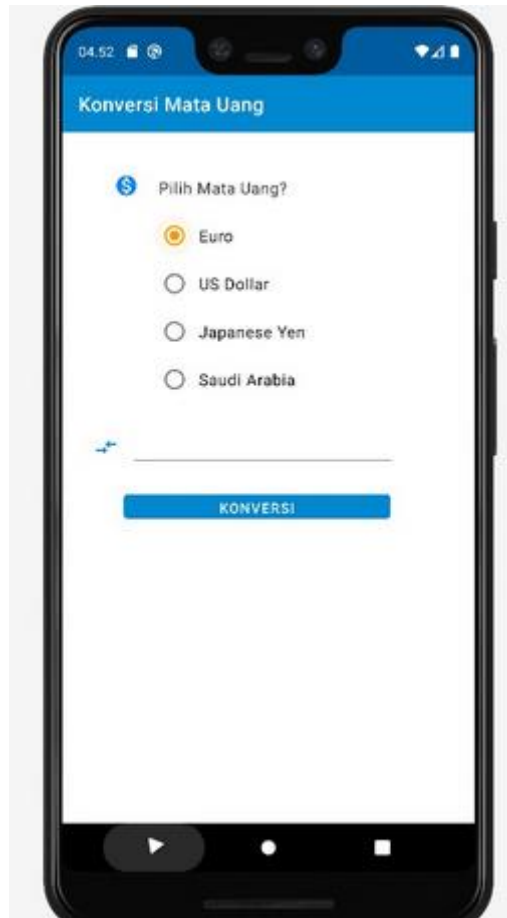 04.52
Konversi Mata Uang
Pilih Mata Uang?
Euro
US Dollar
Japanese Yen
Saudi Arabia
KONVERSI